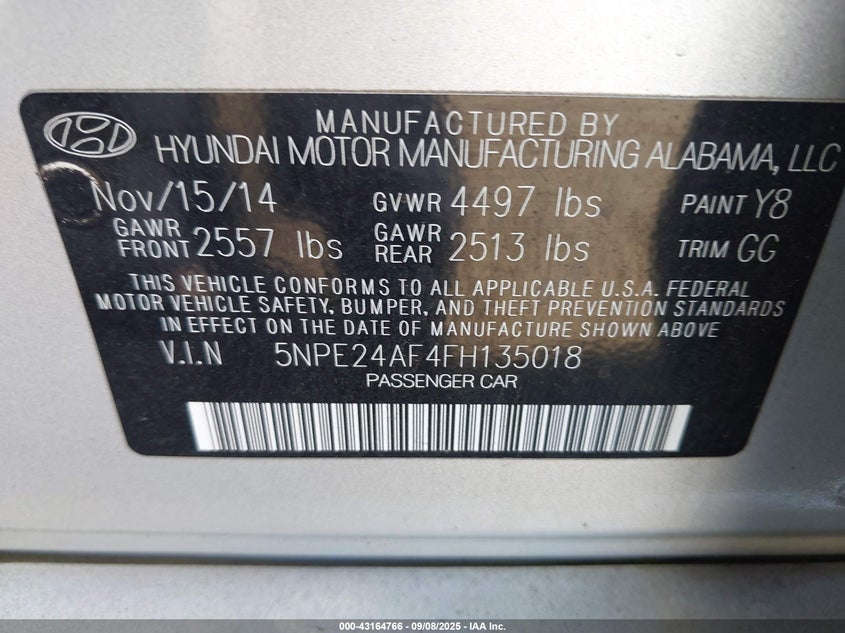 MANUFACTURED BY
HYUNDAI MOTOR MANUFACTURING ALABAMA, LLC
Nov/15/14 GVWR 4497 lbs PAINT Y8
GAWR FRONT 2557 lbs GAWR REAR 2513 lbs TRIM GG
THIS VEHICLE CONFORMS TO ALL APPLICABLE U.S.A. FEDERAL
MOTOR VEHICLE SAFETY, BUMPER, AND THEFT PREVENTION STANDARDS
IN EFFECT ON THE DATE OF MANUFACTURE SHOWN ABOVE
V.I.N 5NPE24AF4FH135018
PASSENGER CAR
000-43164766 - 09/08/2025 - IAA Inc.